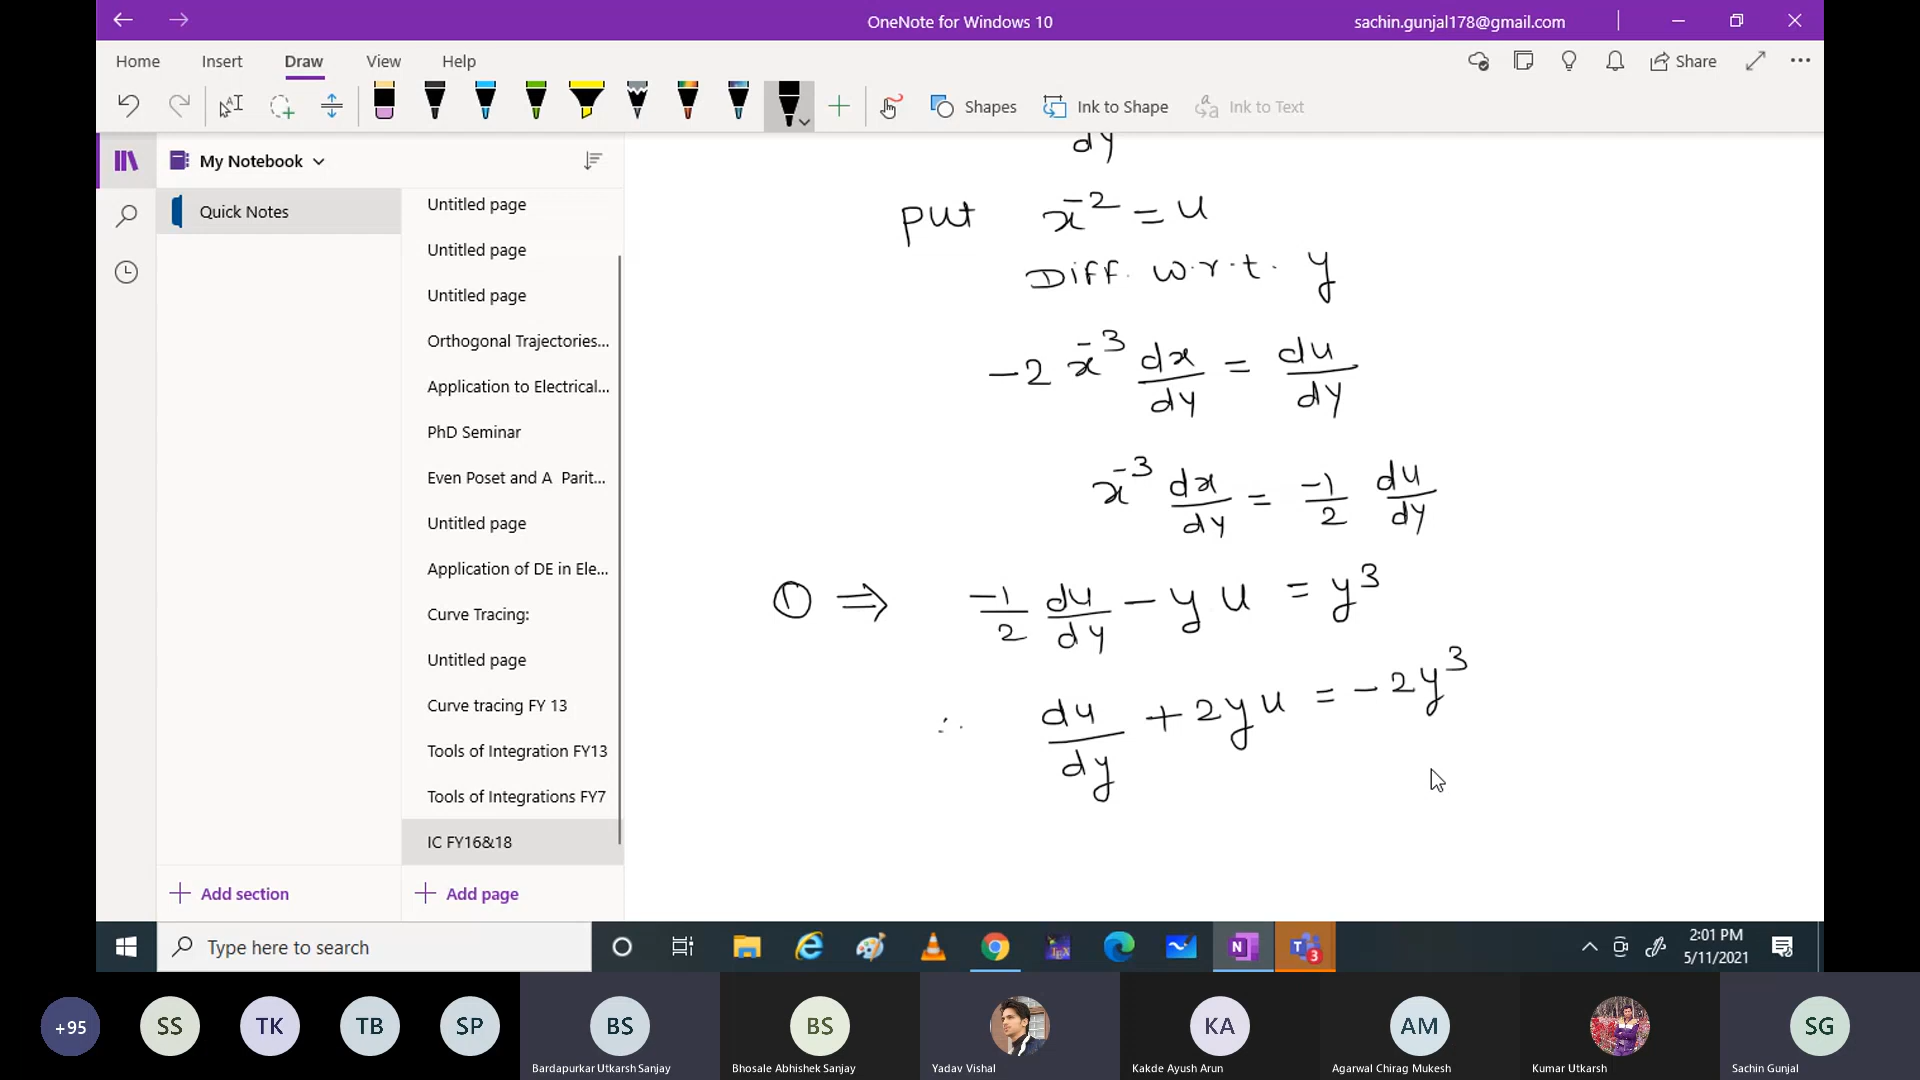 OneNote for Windows 10
sachin.gunjal178@gmail.com
Home Insert Draw View Help
Share
Shapes Ink to Shape Ink to Text
My Notebook
Quick Notes
Untitled page
Untitled page
Untitled page
Orthogonal Trajectories...
Application to Electrical...
PhD Seminar
Even Poset and A Parit...
Untitled page
Application of DE in Ele...
Curve Tracing:
Untitled page
Curve tracing FY 13
Tools of Integration FY13
Tools of Integrations FY7
IC FY16&18
+ Add section
+ Add page
dy
put x⁻² = u
Diff. w.r.t. y
-2 x⁻³ dx/dy = du/dy
x⁻³ dx/dy = -1/2 du/dy
① ⇒ -1/2 du/dy - y u = y³
∴ du/dy + 2yu = -2y³
Type here to search
3
2:01 PM
5/11/2021
+95 SS TK TB SP BS BS KA AM SG
Bardapurkar Utkarsh Sanjay
Bhosale Abhishek Sanjay
Yadav Vishal
Kakde Ayush Arun
Agarwal Chirag Mukesh
Kumar Utkarsh
Sachin Gunjal